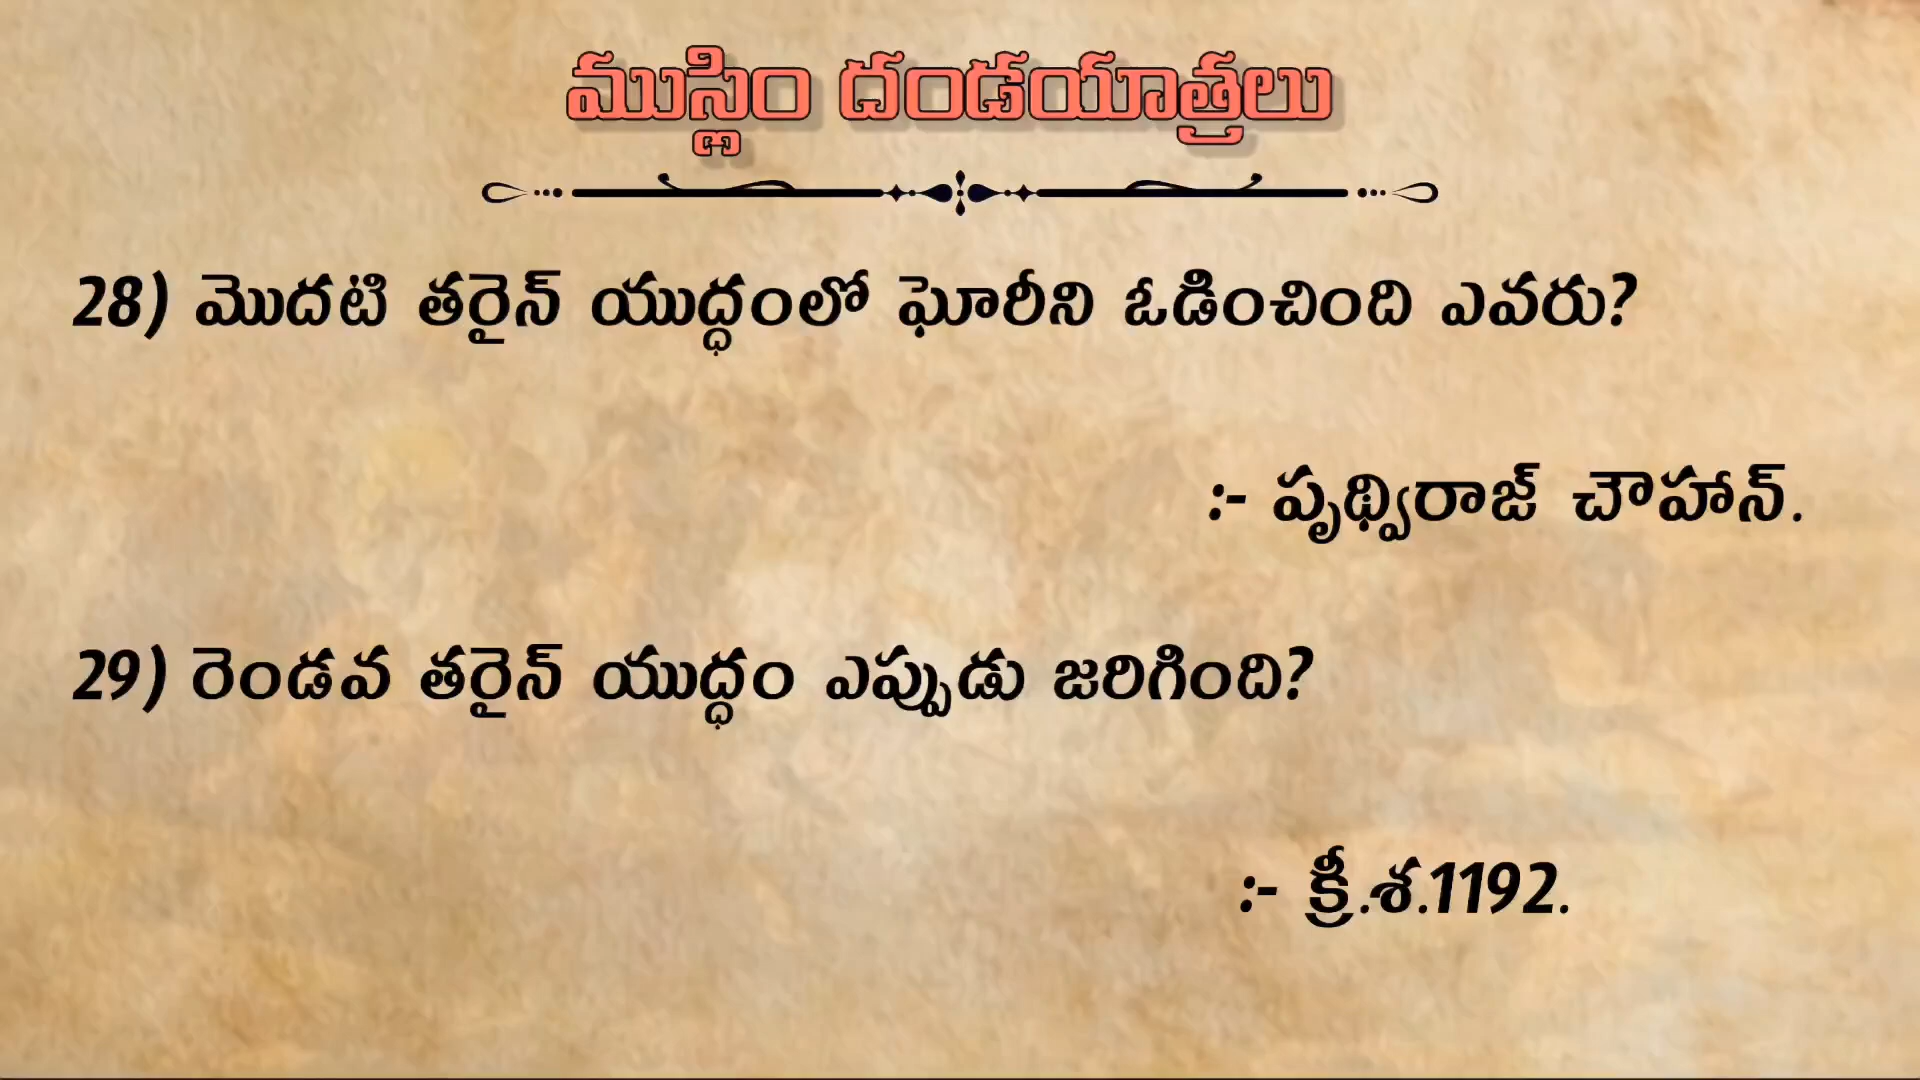 ముస్లిం దండయాత్రలు
28) మొదటి తరైన్ యుద్ధంలో ఘోరీని ఓడించింది ఎవరు?
:- పృథ్విరాజ్ చౌహాన్.
29) రెండవ తరైన్ యుద్ధం ఎప్పుడు జరిగింది?
:- క్రీ.శ.1192.